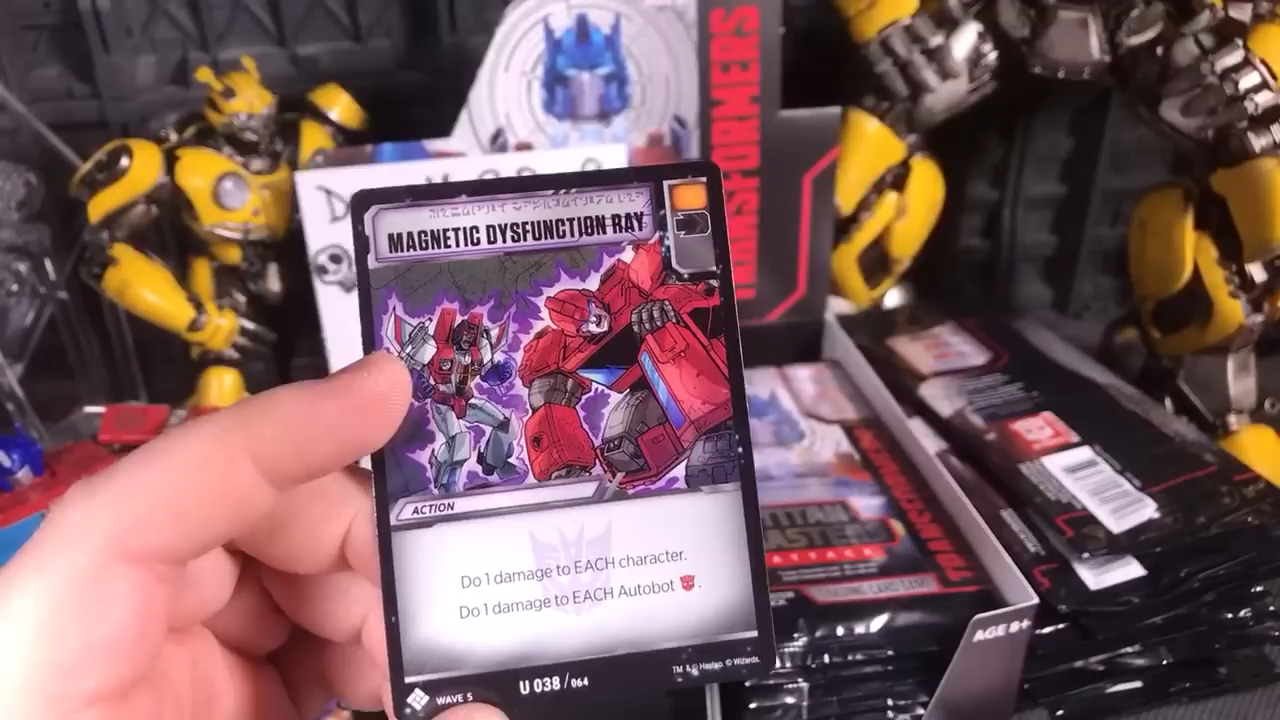 TRANSFORMERS
MAGNETIC DYSFUNCTION RAY
ACTION
Do 1 damage to EACH character.
Do 1 damage to EACH Autobot.
TM & © Hasbro. © Wizards.
WAVE 5
U 038/064
TITAN
MASTERS
ATTACK
TRADING CARD GAME
TRANSFORMERS
AGE 8+